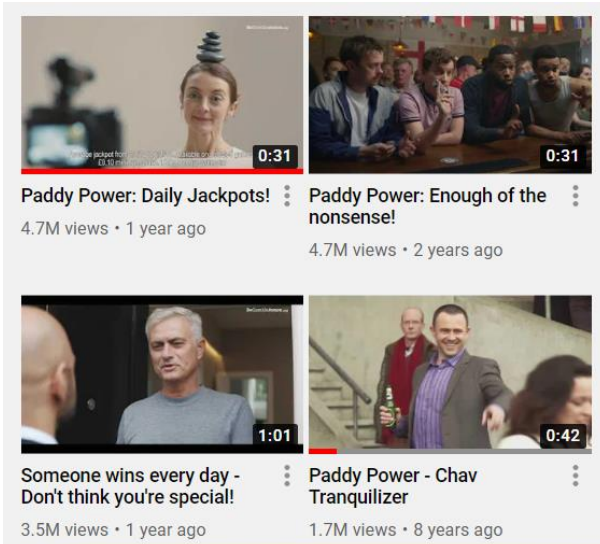 0:31
0:31
Paddy Power: Daily Jackpots!
4.7M views • 1 year ago
Paddy Power: Enough of the
nonsense!
4.7M views • 2 years ago
1:01
0:42
Someone wins every day -
Don't think you're special!
3.5M views • 1 year ago
Paddy Power - Chav
Tranquilizer
1.7M views • 8 years ago